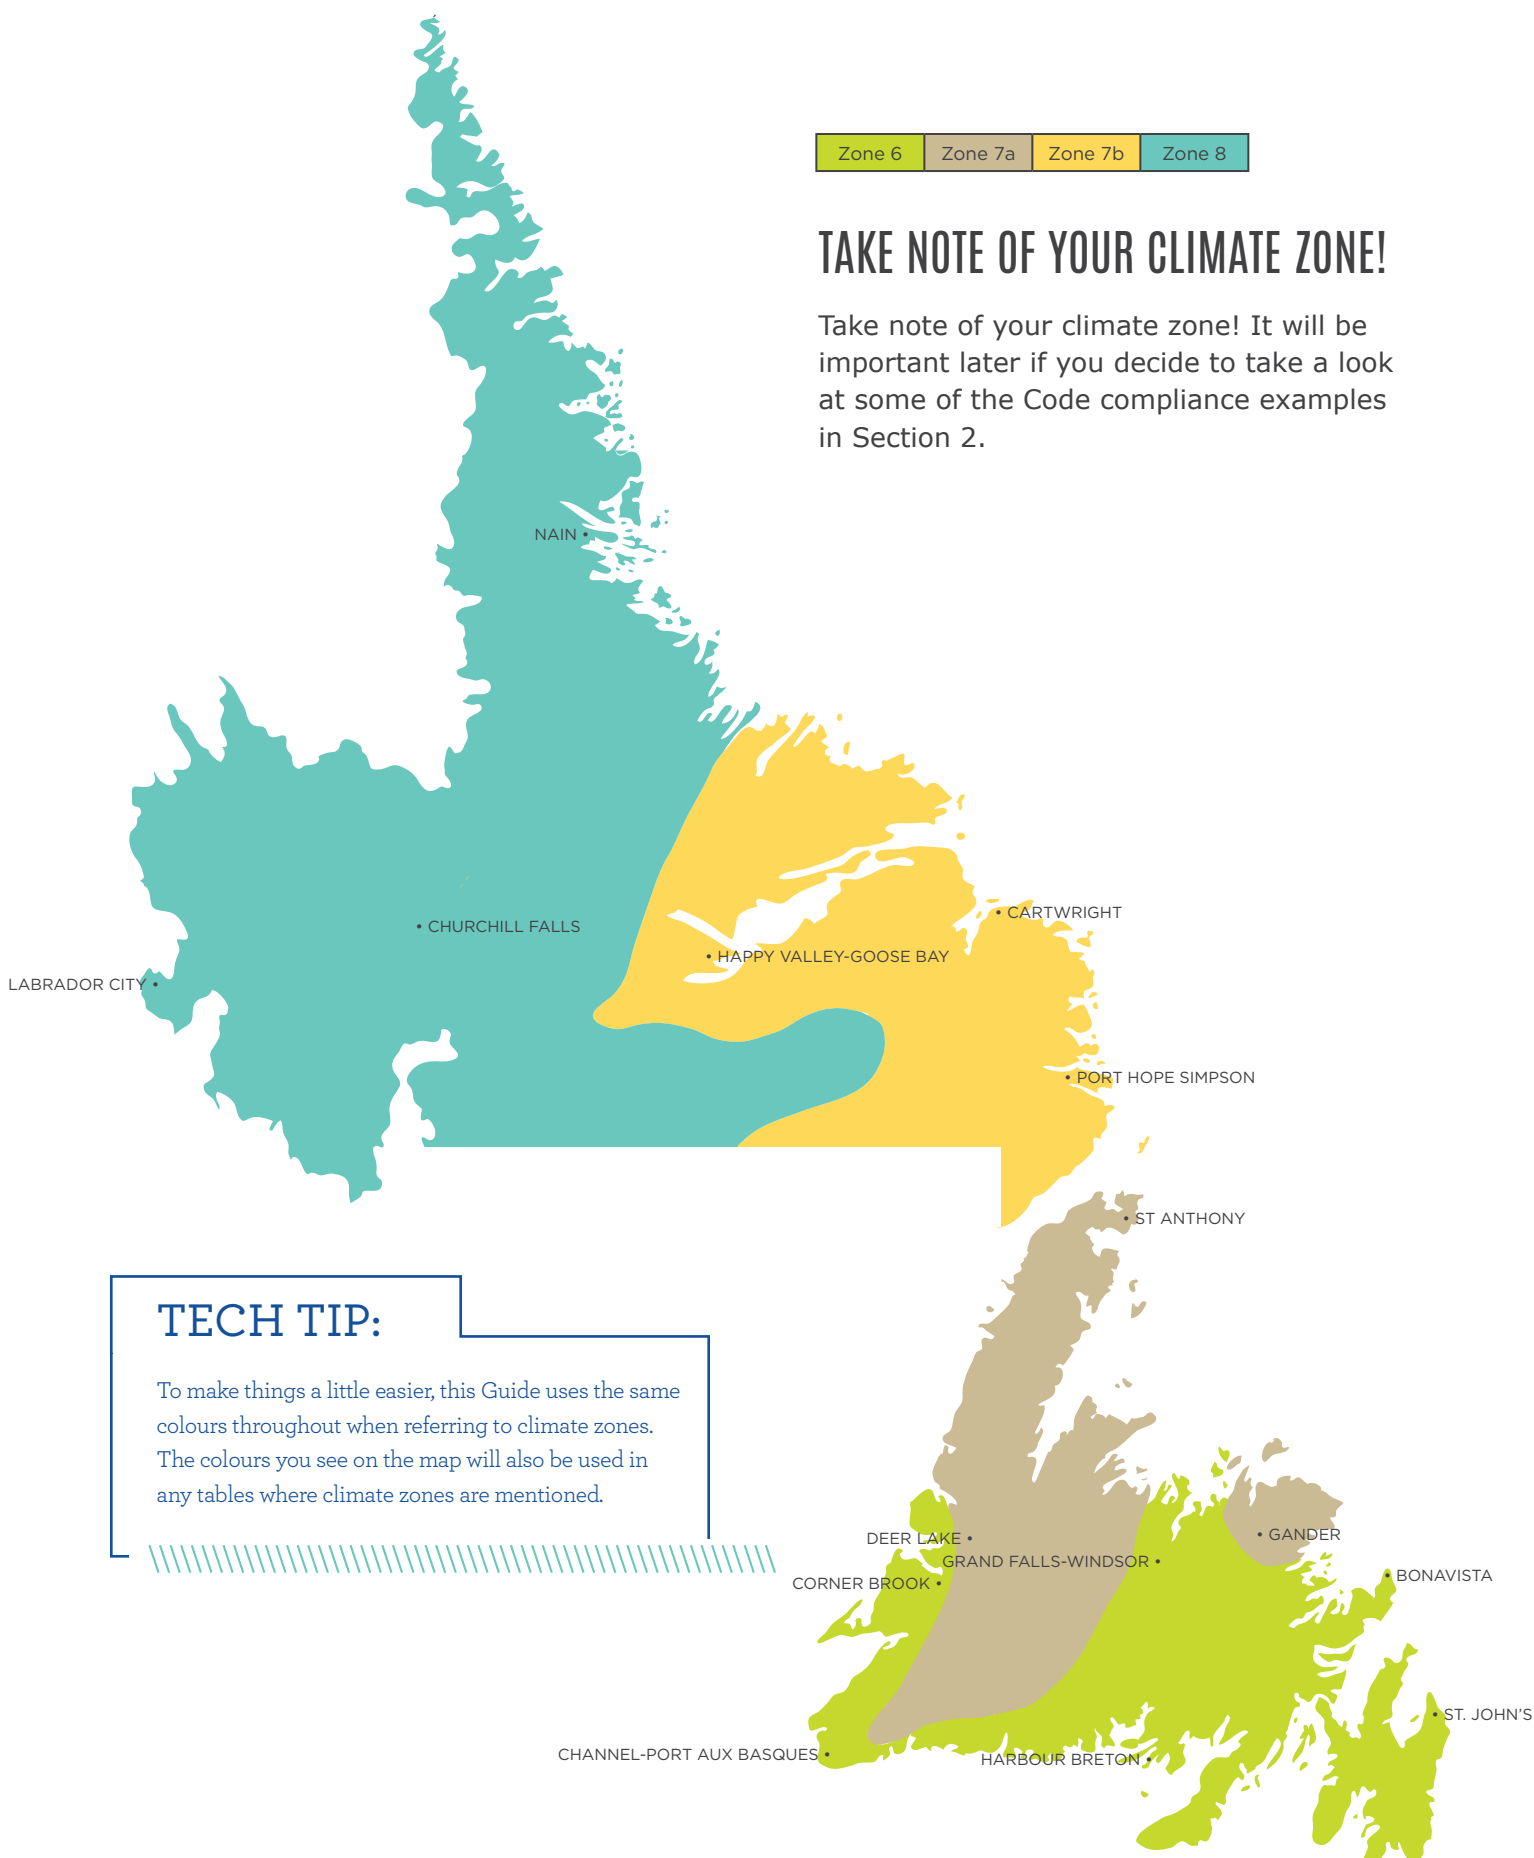 Zone 6 Zone 7a Zone 7b Zone 8
TAKE NOTE OF YOUR CLIMATE ZONE!
Take note of your climate zone! It will be
important later if you decide to take a look
at some of the Code compliance examples
in Section 2.
NAIN
CARTWRIGHT
CHURCHILL FALLS
HAPPY VALLEY-GOOSE BAY
LABRADOR CITY
PORT HOPE SIMPSON
ST ANTHONY
TECH TIP:
To make things a little easier, this Guide uses the same
colours throughout when referring to climate zones.
The colours you see on the map will also be used in
any tables where climate zones are mentioned.
DEER LAKE
GANDER
GRAND FALLS-WINDSOR
BONAVISTA
CORNER BROOK
ST. JOHN'S
CHANNEL-PORT AUX BASQUES
HARBOUR BRETON